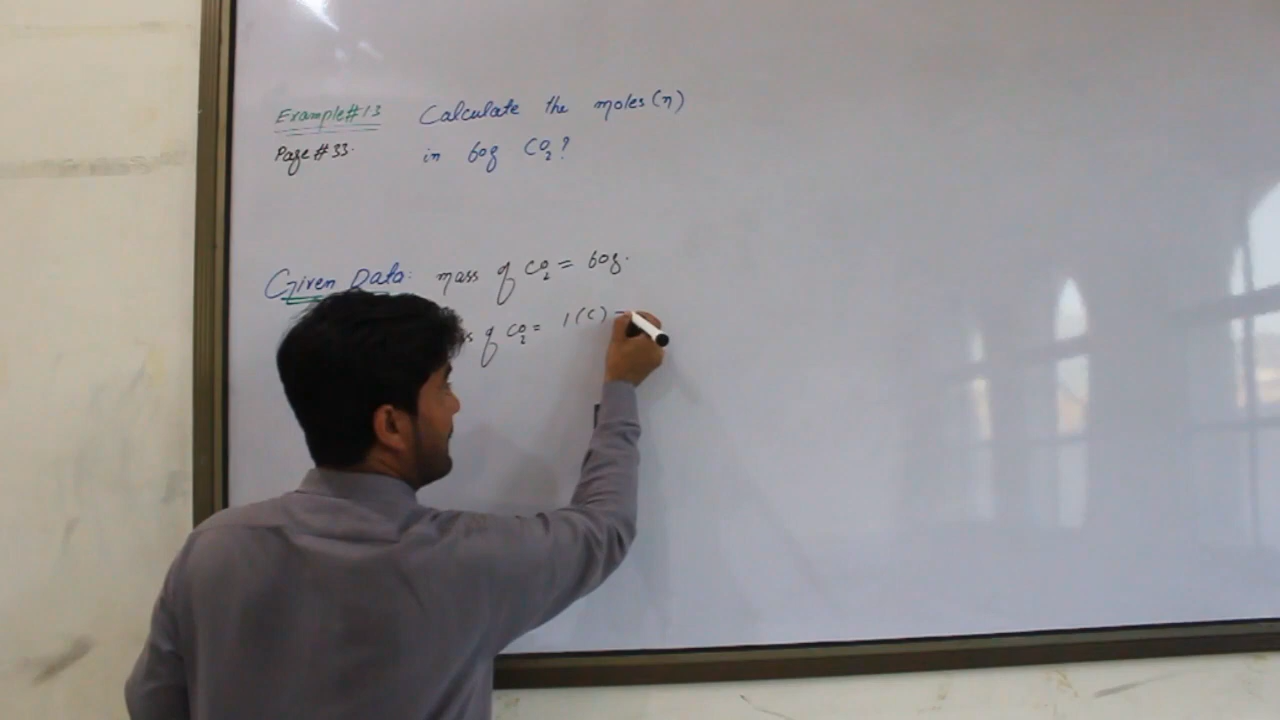 Example#13 Calculate the moles(n)
Page#33. in 60g CO₂?
Given Data: mass of CO₂ = 60g.
of CO₂ = 1(C) =